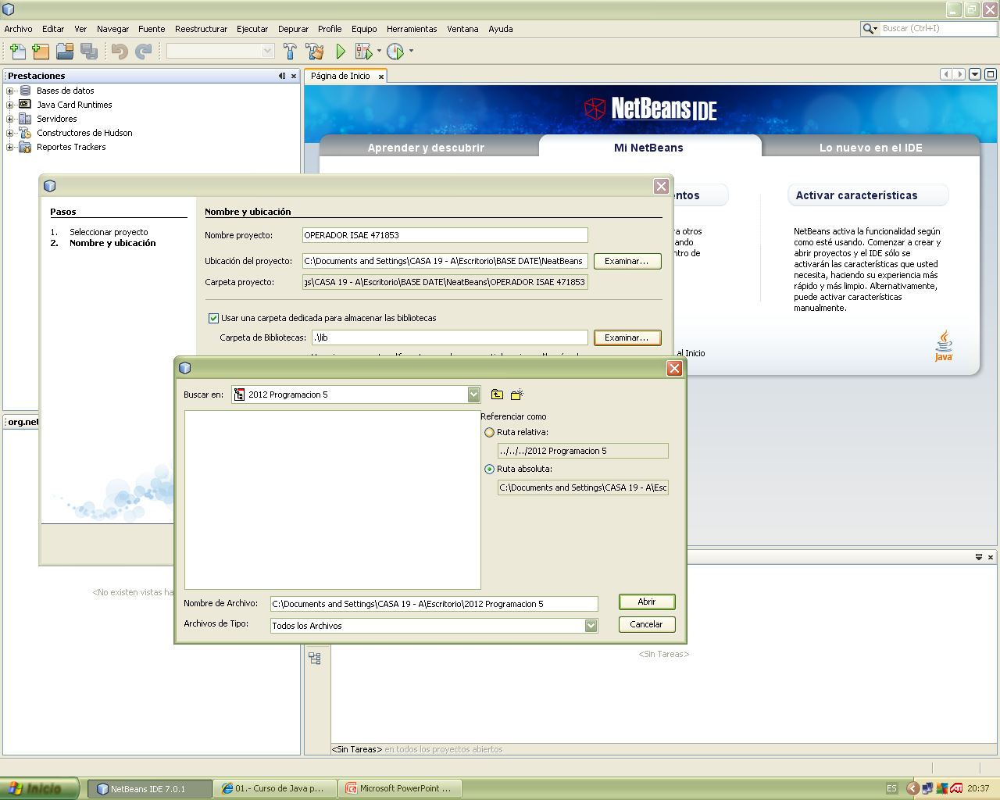 Archivo Editar Ver Navegar Fuente Reestructurar Ejecutar Depurar Profile Equipo Herramientas Ventana Ayuda
Buscar (Ctrl+I)
Prestaciones
Bases de datos
Java Card Runtimes
Servidores
Constructores de Hudson
Reportes Trackers
Página de Inicio
NetBeans IDE
Aprender y descubrir
Mi NetBeans
Lo nuevo en el IDE
Activar características
NetBeans activa la funcionalidad según
como esté usando. Comenzar a crear y
abrir proyectos y el IDE sólo se
activarán las características que usted
necesita, haciendo su experiencia más
rápido y más limpio. Alternativamente,
puede activar características
manualmente.
Java
al Inicio
Pasos
1. Seleccionar proyecto
2. Nombre y ubicación
Nombre y ubicación
Nombre proyecto: OPERADOR ISAE 471853
Ubicación del proyecto: C:\Documents and Settings\CASA 19 - A\Escritorio\BASE DATE\NeatBeans Examinar...
Carpeta proyecto: gs\CASA 19 - A\Escritorio\BASE DATE\NeatBeans\OPERADOR ISAE 471853
Usar una carpeta dedicada para almacenar las bibliotecas
Carpeta de Bibliotecas: .\lib Examinar...
Buscar en: 2012 Programacion 5
Referenciar como
Ruta relativa:
../../../2012 Programacion 5
Ruta absoluta:
C:\Documents and Settings\CASA 19 - A\Esc
Nombre de Archivo: C:\Documents and Settings\CASA 19 - A\Escritorio\2012 Programacion 5 Abrir
Archivos de Tipo: Todos los Archivos Cancelar
org.net
<No existen vistas ha
<Sin Tareas>
<Sin Tareas> en todos los proyectos abiertos
Inicio
NetBeans IDE 7.0.1
01.- Curso de Java p...
Microsoft PowerPoint ...
ES
20:37